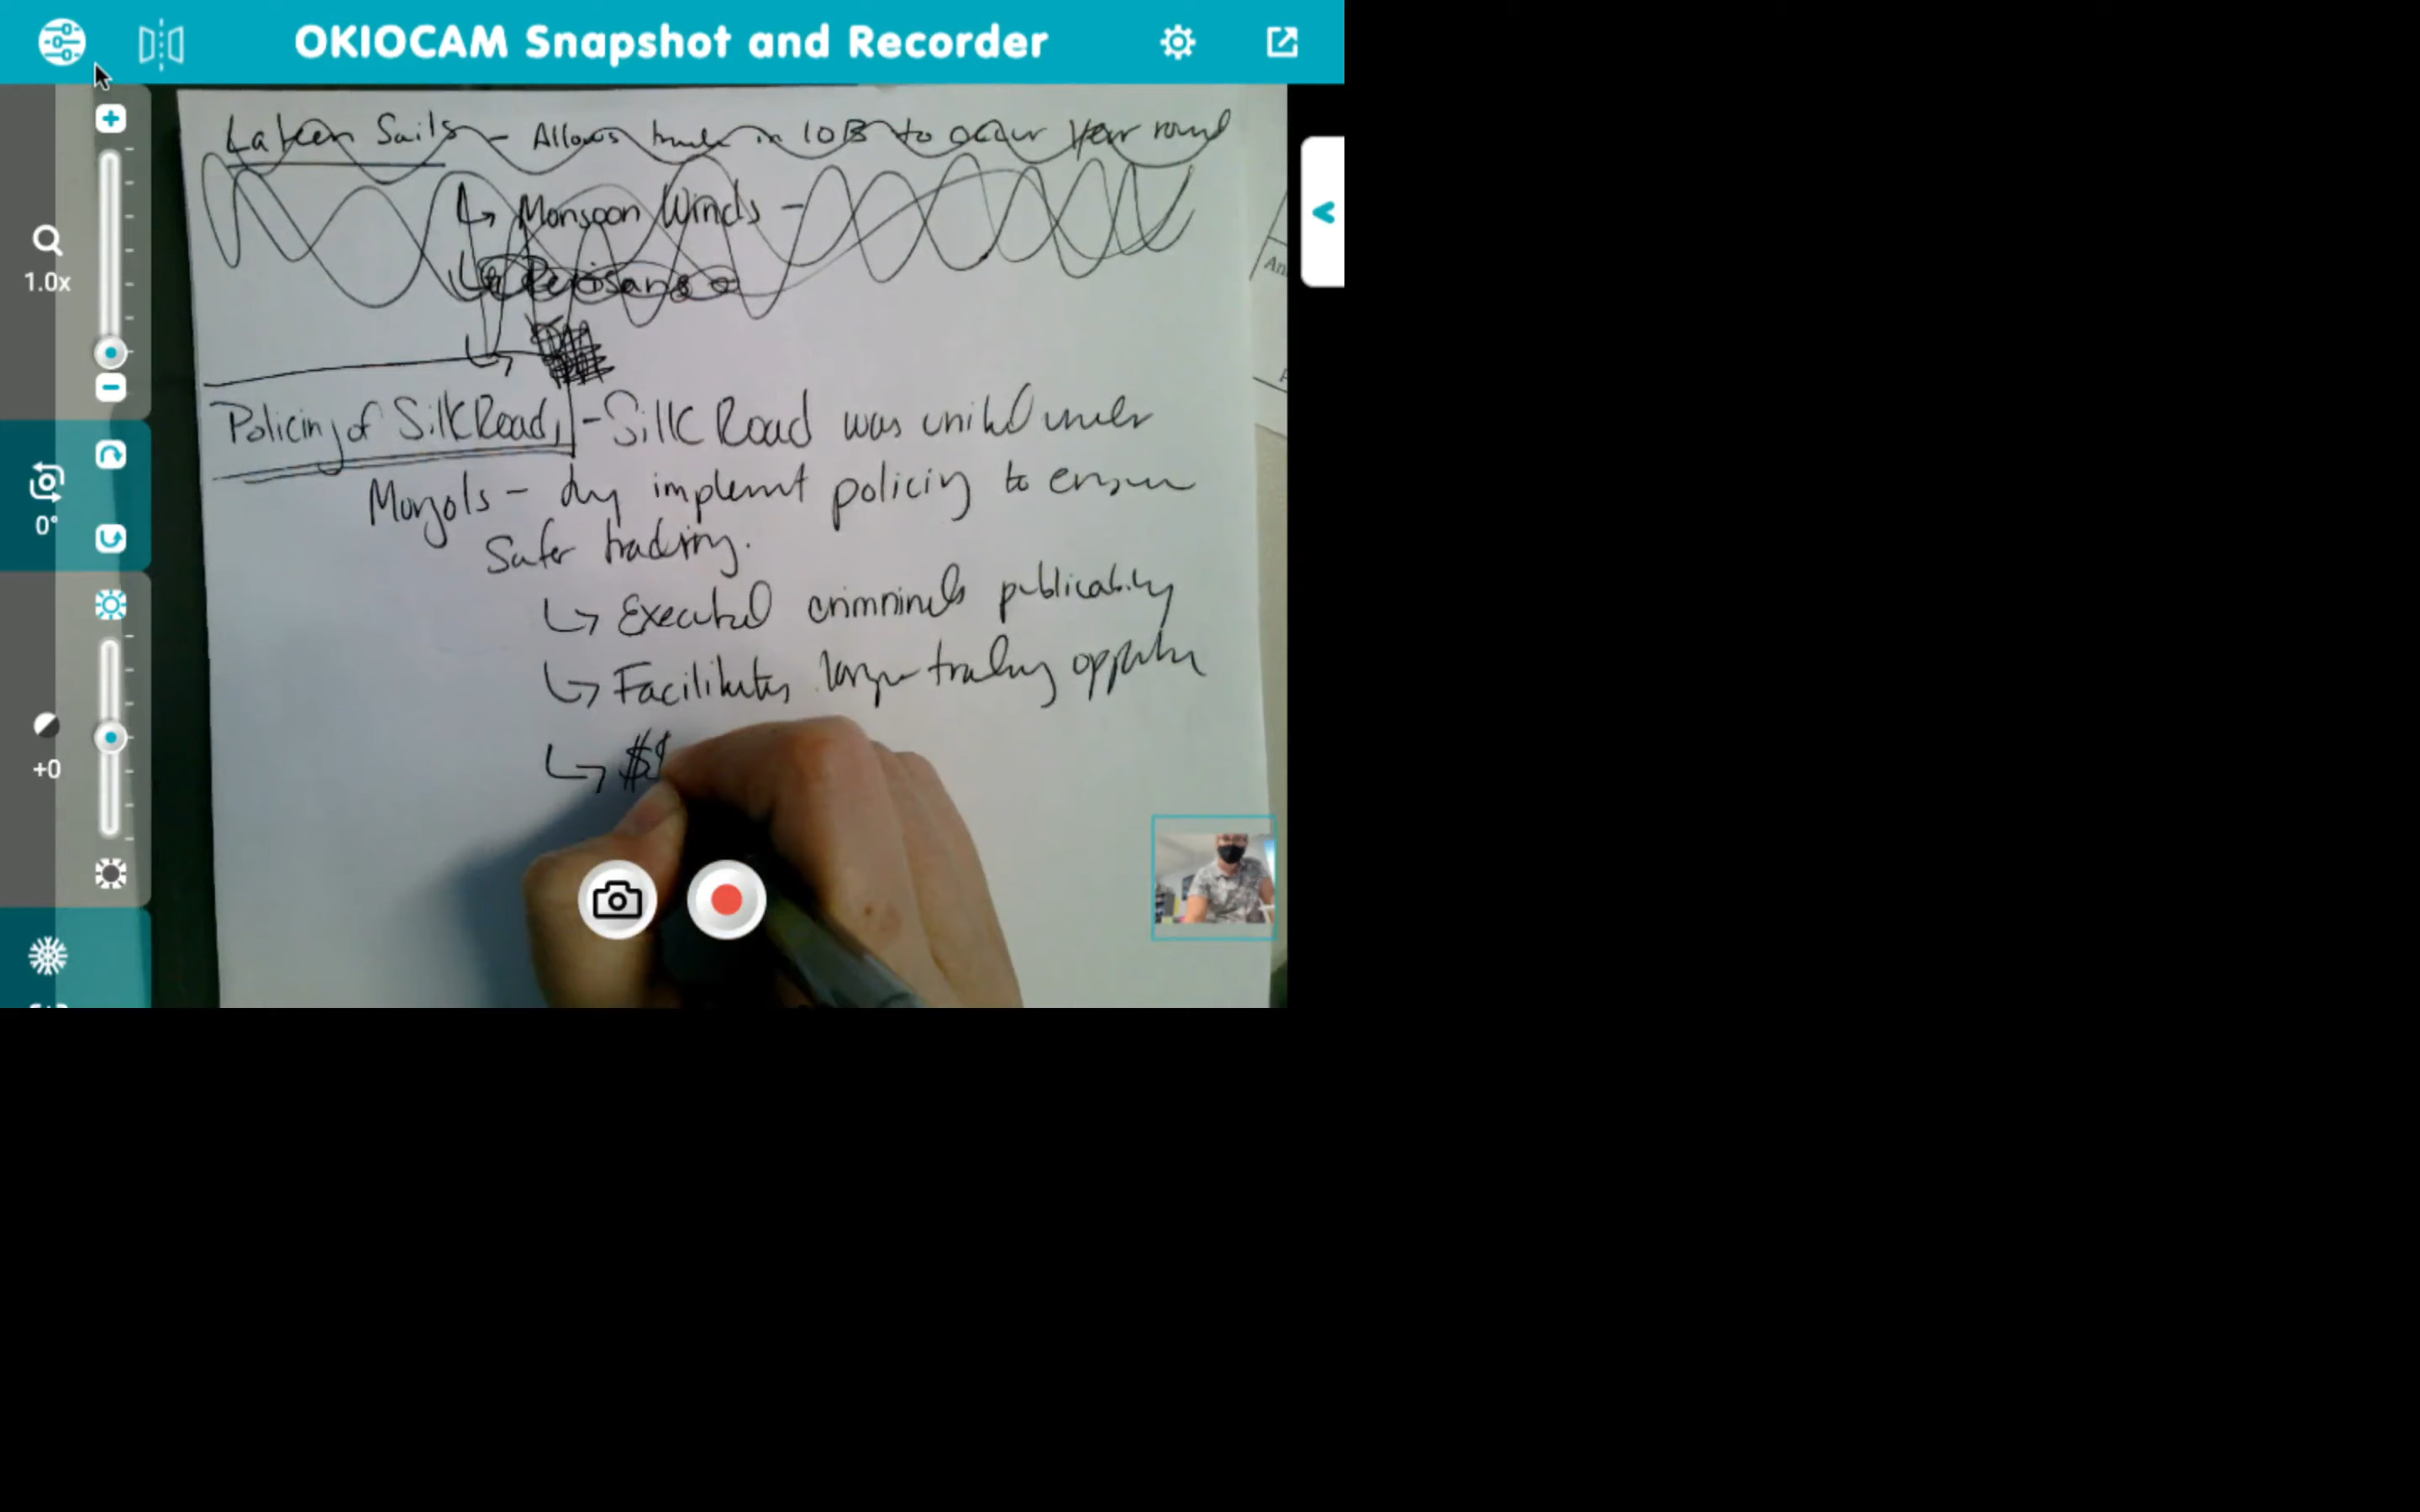 OKIOCAM Snapshot and Recorder
Lateen Sails - Allows trade in IOB to occur year round
↳ Monsoon Winds -
1.0x
Policing of Silk Road, - Silk Road was unified under
Mongols - they implement policing to ensure
0°
Safer trading.
↳ Executed criminals publically
↳ Facilitates larger trading
↳ $$
+0